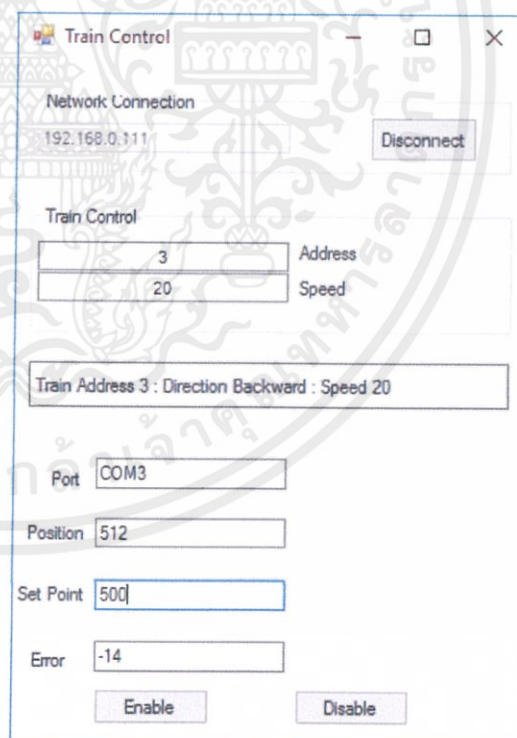 Train Control
Network Connection
192.168.0.111
Disconnect
Train Control
3
Address
20
Speed
Train Address 3 : Direction Backward : Speed 20
Port
COM3
Position
512
Set Point
500
Error
-14
Enable
Disable